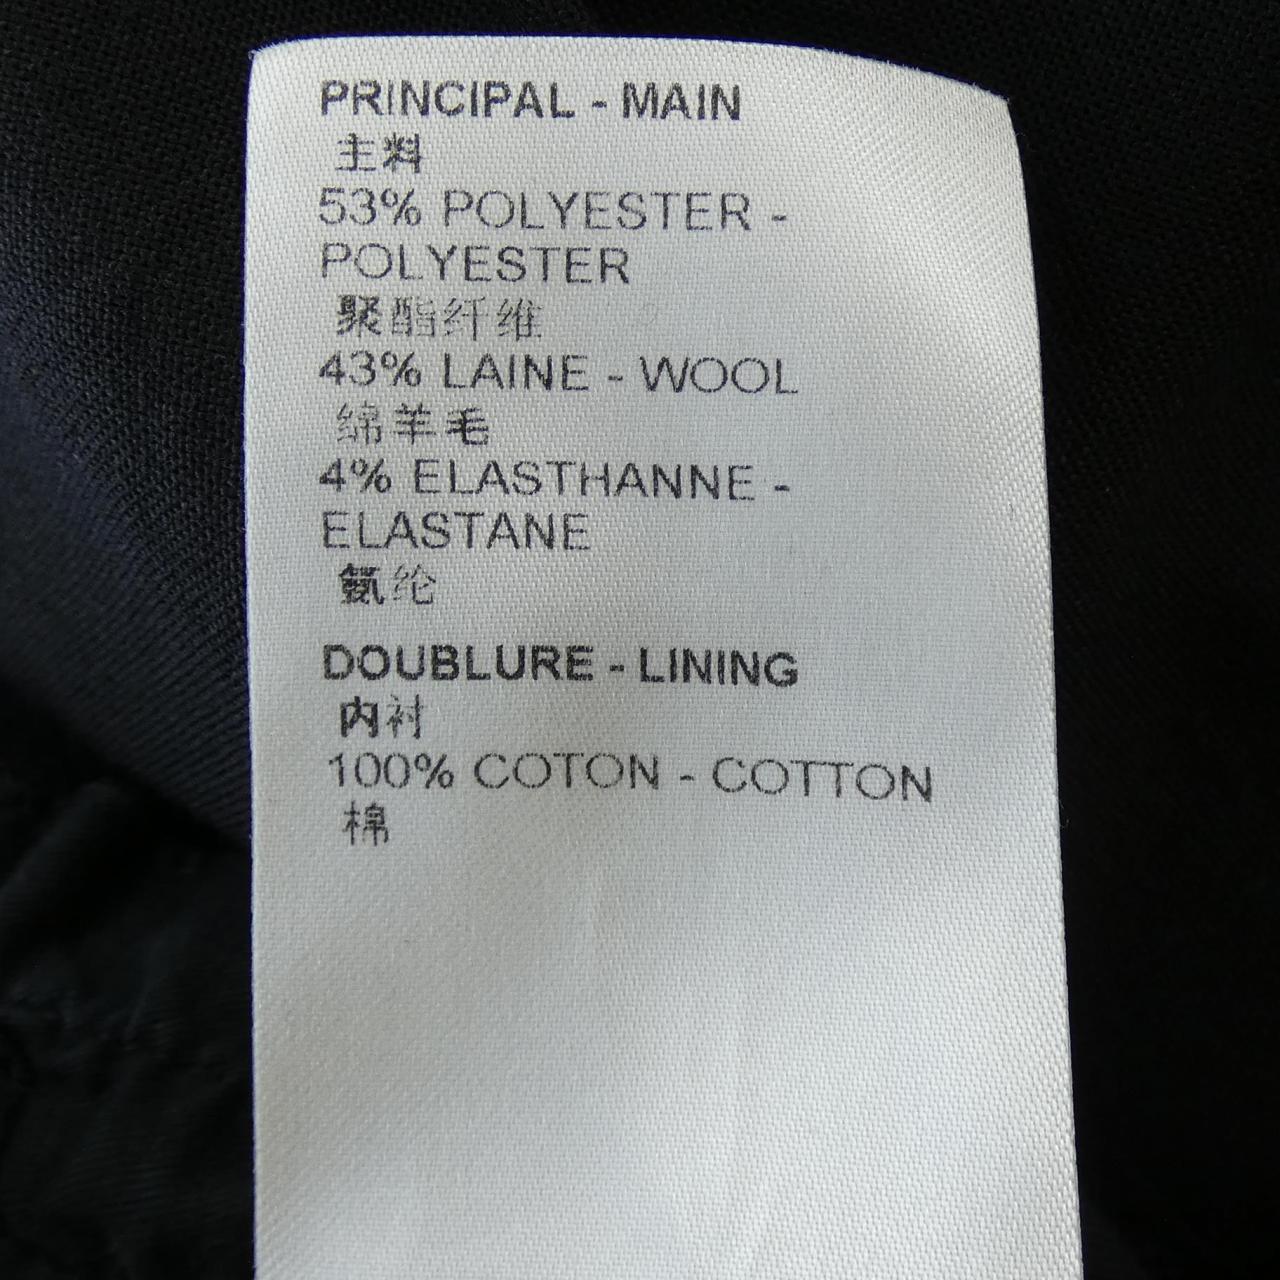 PRINCIPAL - MAIN
主料
53% POLYESTER -
POLYESTER
聚酯纤维
43% LAINE - WOOL
绵羊毛
4% ELASTHANNE -
ELASTANE
氨纶
DOUBLURE - LINING
内衬
100% COTON - COTTON
棉